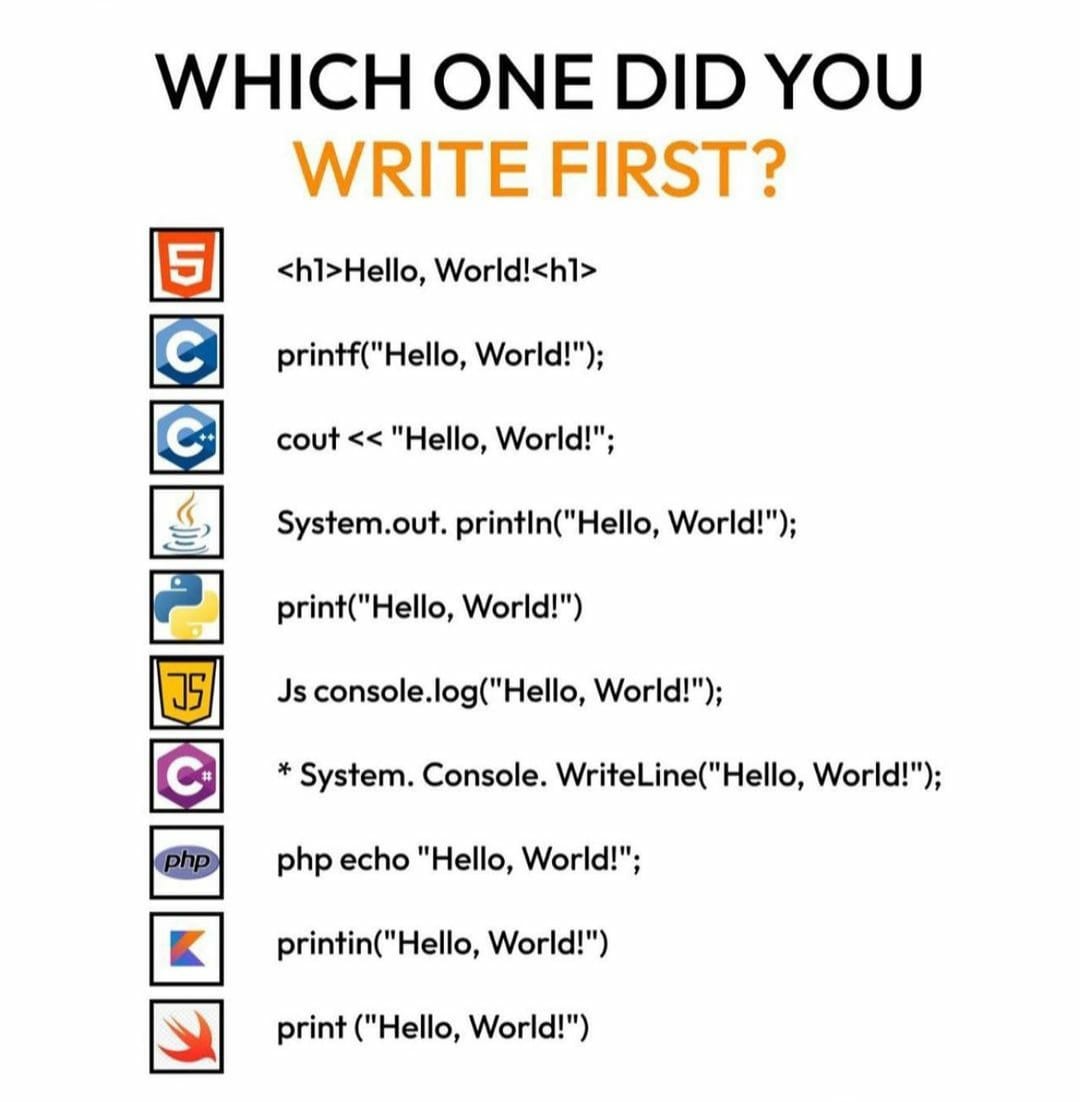 WHICH ONE DID YOU
WRITE FIRST?
5
<h1>Hello, World!<h1>
C
printf("Hello, World!");
C++
cout << "Hello, World!";
System.out. println("Hello, World!");
print("Hello, World!")
JS
Js console.log("Hello, World!");
C#
* System. Console. WriteLine("Hello, World!");
php
php echo "Hello, World!";
printin("Hello, World!")
print ("Hello, World!")